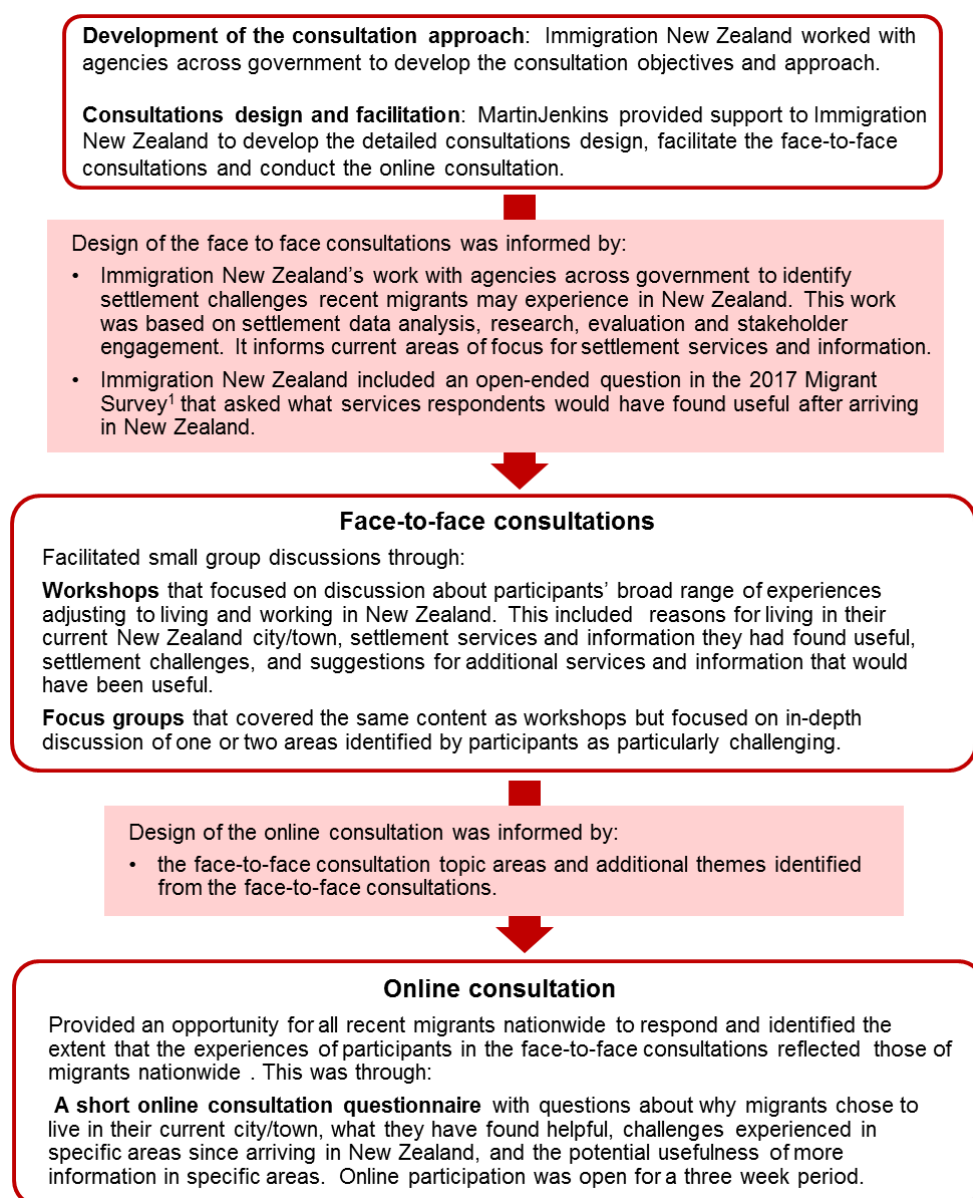 Development of the consultation approach: Immigration New Zealand worked with
agencies across government to develop the consultation objectives and approach.
Consultations design and facilitation: MartinJenkins provided support to Immigration
New Zealand to develop the detailed consultations design, facilitate the face-to-face
consultations and conduct the online consultation.
Design of the face to face consultations was informed by:
• Immigration New Zealand's work with agencies across government to identify
settlement challenges recent migrants may experience in New Zealand. This work
was based on settlement data analysis, research, evaluation and stakeholder
engagement. It informs current areas of focus for settlement services and information.
• Immigration New Zealand included an open-ended question in the 2017 Migrant
Survey¹ that asked what services respondents would have found useful after arriving
in New Zealand.
Face-to-face consultations
Facilitated small group discussions through:
Workshops that focused on discussion about participants' broad range of experiences
adjusting to living and working in New Zealand. This included reasons for living in their
current New Zealand city/town, settlement services and information they had found useful,
settlement challenges, and suggestions for additional services and information that would
have been useful.
Focus groups that covered the same content as workshops but focused on in-depth
discussion of one or two areas identified by participants as particularly challenging.
Design of the online consultation was informed by:
• the face-to-face consultation topic areas and additional themes identified
from the face-to-face consultations.
Online consultation
Provided an opportunity for all recent migrants nationwide to respond and identified the
extent that the experiences of participants in the face-to-face consultations reflected those of
migrants nationwide . This was through:
A short online consultation questionnaire with questions about why migrants chose to
live in their current city/town, what they have found helpful, challenges experienced in
specific areas since arriving in New Zealand, and the potential usefulness of more
information in specific areas. Online participation was open for a three week period.